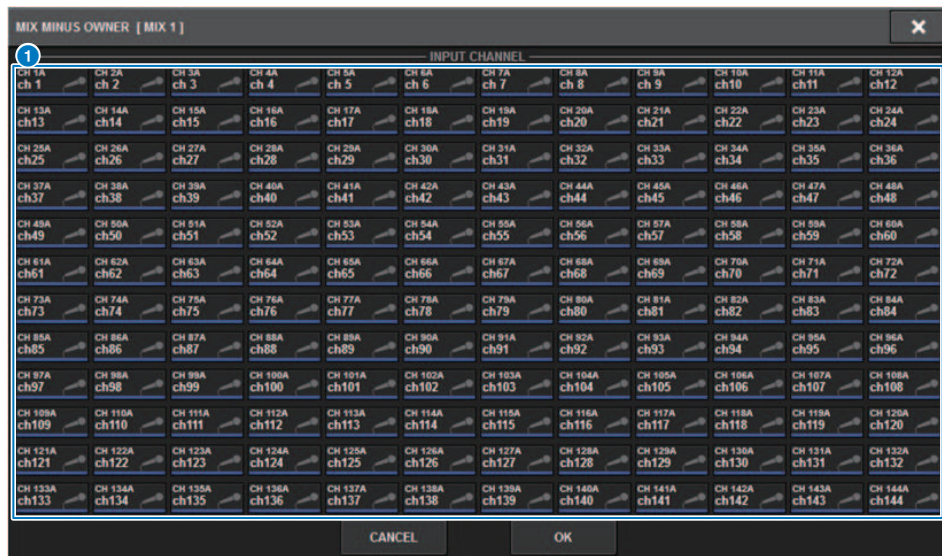 MIX MINUS OWNER [ MIX 1 ]
1
INPUT CHANNEL
CH 1A CH 2A CH 3A CH 4A CH 5A CH 6A CH 7A CH 8A CH 9A CH 10A CH 11A CH 12A
ch 1 ch 2 ch 3 ch 4 ch 5 ch 6 ch 7 ch 8 ch 9 ch10 ch11 ch12
CH 13A CH 14A CH 15A CH 16A CH 17A CH 18A CH 19A CH 20A CH 21A CH 22A CH 23A CH 24A
ch13 ch14 ch15 ch16 ch17 ch18 ch19 ch20 ch21 ch22 ch23 ch24
CH 25A CH 26A CH 27A CH 28A CH 29A CH 30A CH 31A CH 32A CH 33A CH 34A CH 35A CH 36A
ch25 ch26 ch27 ch28 ch29 ch30 ch31 ch32 ch33 ch34 ch35 ch36
CH 37A CH 38A CH 39A CH 40A CH 41A CH 42A CH 43A CH 44A CH 45A CH 46A CH 47A CH 48A
ch37 ch38 ch39 ch40 ch41 ch42 ch43 ch44 ch45 ch46 ch47 ch48
CH 49A CH 50A CH 51A CH 52A CH 53A CH 54A CH 55A CH 56A CH 57A CH 58A CH 59A CH 60A
ch49 ch50 ch51 ch52 ch53 ch54 ch55 ch56 ch57 ch58 ch59 ch60
CH 61A CH 62A CH 63A CH 64A CH 65A CH 66A CH 67A CH 68A CH 69A CH 70A CH 71A CH 72A
ch61 ch62 ch63 ch64 ch65 ch66 ch67 ch68 ch69 ch70 ch71 ch72
CH 73A CH 74A CH 75A CH 76A CH 77A CH 78A CH 79A CH 80A CH 81A CH 82A CH 83A CH 84A
ch73 ch74 ch75 ch76 ch77 ch78 ch79 ch80 ch81 ch82 ch83 ch84
CH 85A CH 86A CH 87A CH 88A CH 89A CH 90A CH 91A CH 92A CH 93A CH 94A CH 95A CH 96A
ch85 ch86 ch87 ch88 ch89 ch90 ch91 ch92 ch93 ch94 ch95 ch96
CH 97A CH 98A CH 99A CH 100A CH 101A CH 102A CH 103A CH 104A CH 105A CH 106A CH 107A CH 108A
ch97 ch98 ch99 ch100 ch101 ch102 ch103 ch104 ch105 ch106 ch107 ch108
CH 109A CH 110A CH 111A CH 112A CH 113A CH 114A CH 115A CH 116A CH 117A CH 118A CH 119A CH 120A
ch109 ch110 ch111 ch112 ch113 ch114 ch115 ch116 ch117 ch118 ch119 ch120
CH 121A CH 122A CH 123A CH 124A CH 125A CH 126A CH 127A CH 128A CH 129A CH 130A CH 131A CH 132A
ch121 ch122 ch123 ch124 ch125 ch126 ch127 ch128 ch129 ch130 ch131 ch132
CH 133A CH 134A CH 135A CH 136A CH 137A CH 138A CH 139A CH 140A CH 141A CH 142A CH 143A CH 144A
ch133 ch134 ch135 ch136 ch137 ch138 ch139 ch140 ch141 ch142 ch143 ch144
CANCEL OK